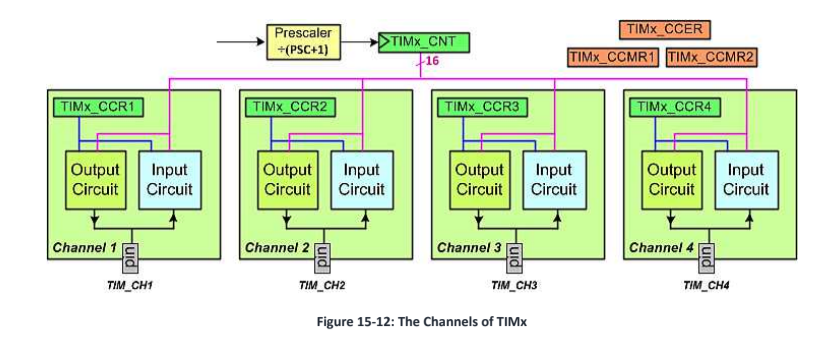 Prescaler
÷(PSC+1)
TIMx_CNT
16
TIMx_CCER
TIMx_CCMR1
TIMx_CCMR2
TIMx_CCR1
Output
Circuit
Input
Circuit
Channel 1
pin
TIM_CH1
TIMx_CCR2
Output
Circuit
Input
Circuit
Channel 2
pin
TIM_CH2
TIMx_CCR3
Output
Circuit
Input
Circuit
Channel 3
pin
TIM_CH3
TIMx_CCR4
Output
Circuit
Input
Circuit
Channel 4
pin
TIM_CH4
Figure 15-12: The Channels of TIMx